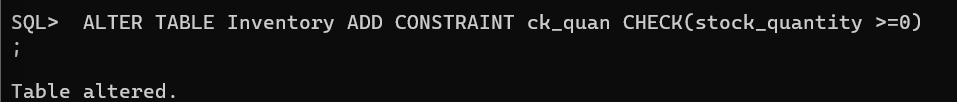 SQL>  ALTER TABLE Inventory ADD CONSTRAINT ck_quan CHECK(stock_quantity >=0)
;
Table altered.